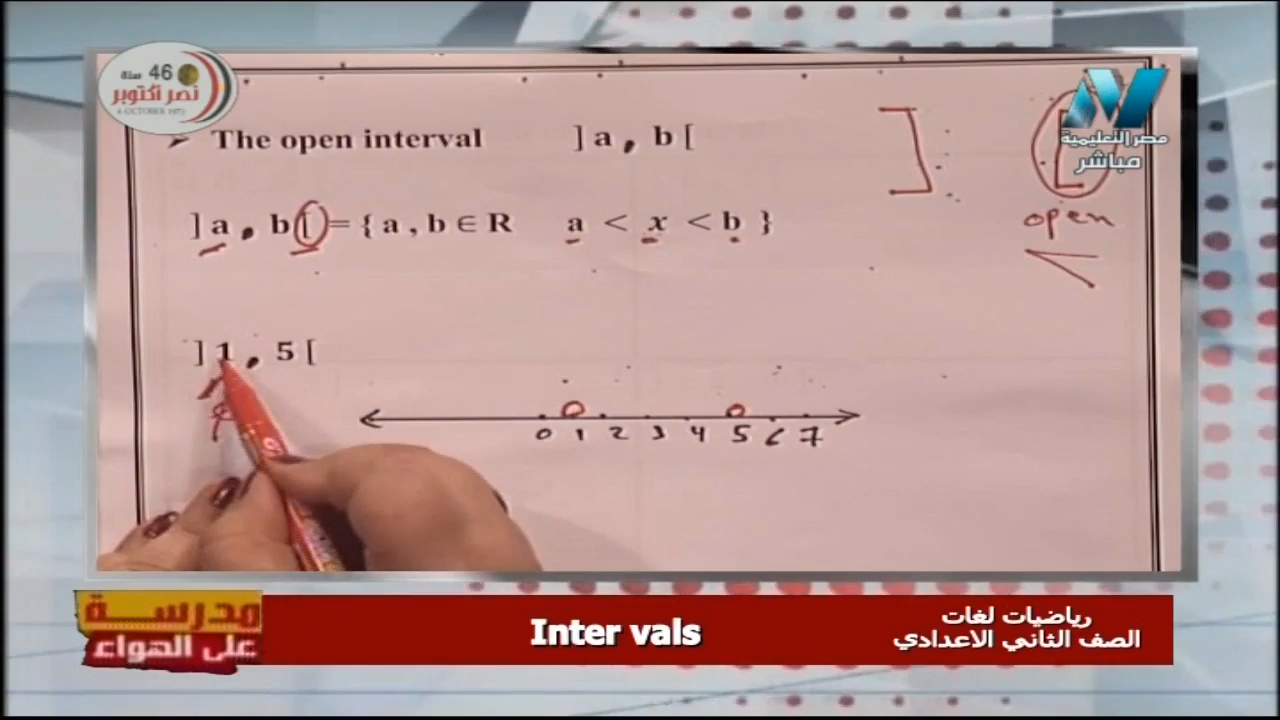 46 سنة
نصر أكتوبر
6 OCTOBER 1973
مصر التعليمية
مباشر
The open interval ]a , b[
open
]a , b[ = { a , b ∈ R a < x < b }
<
]1 , 5[
0 1 2 3 4 5 6 7
مدرسة
على الهواء
Inter vals
رياضيات لغات
الصف الثاني الاعدادي